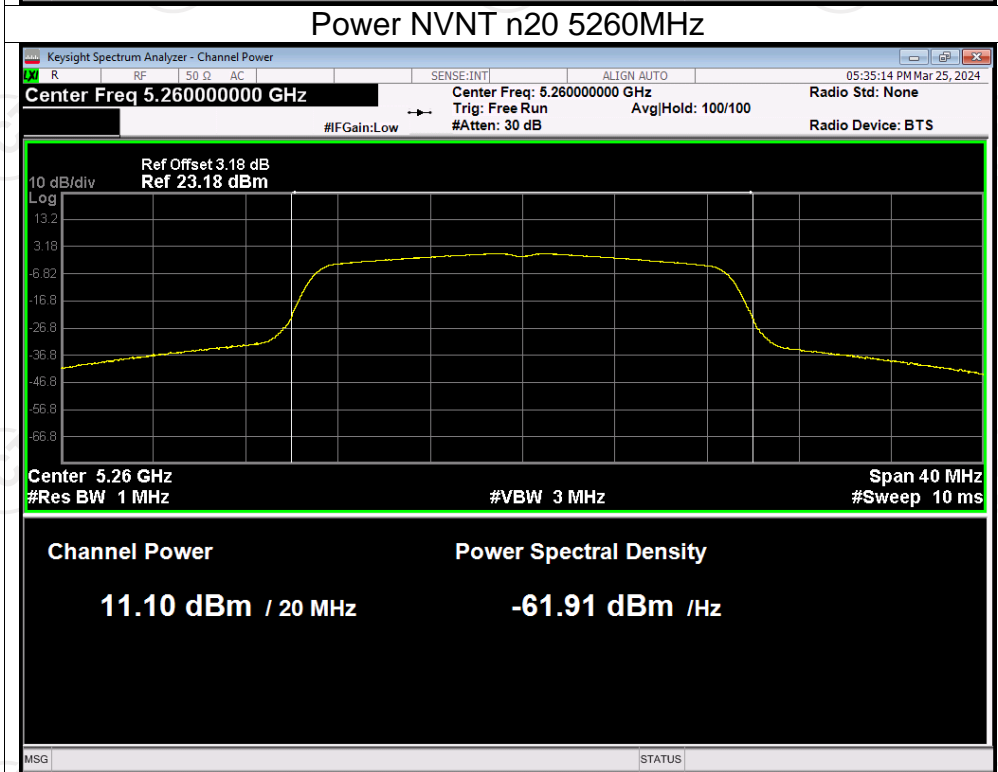 Power NVNT n20 5260MHz
Keysight Spectrum Analyzer - Channel Power
LXI R RF 50 Ω AC SENSE:INT ALIGN AUTO 05:35:14 PM Mar 25, 2024
Center Freq 5.260000000 GHz Center Freq: 5.260000000 GHz Radio Std: None
Trig: Free Run Avg|Hold: 100/100
#IFGain:Low #Atten: 30 dB Radio Device: BTS
Ref Offset 3.18 dB
10 dB/div Ref 23.18 dBm
Log
13.2
3.18
-6.82
-16.8
-26.8
-36.8
-46.8
-56.8
-66.8
Center 5.26 GHz Span 40 MHz
#Res BW 1 MHz #VBW 3 MHz #Sweep 10 ms
Channel Power Power Spectral Density
11.10 dBm / 20 MHz -61.91 dBm /Hz
MSG STATUS